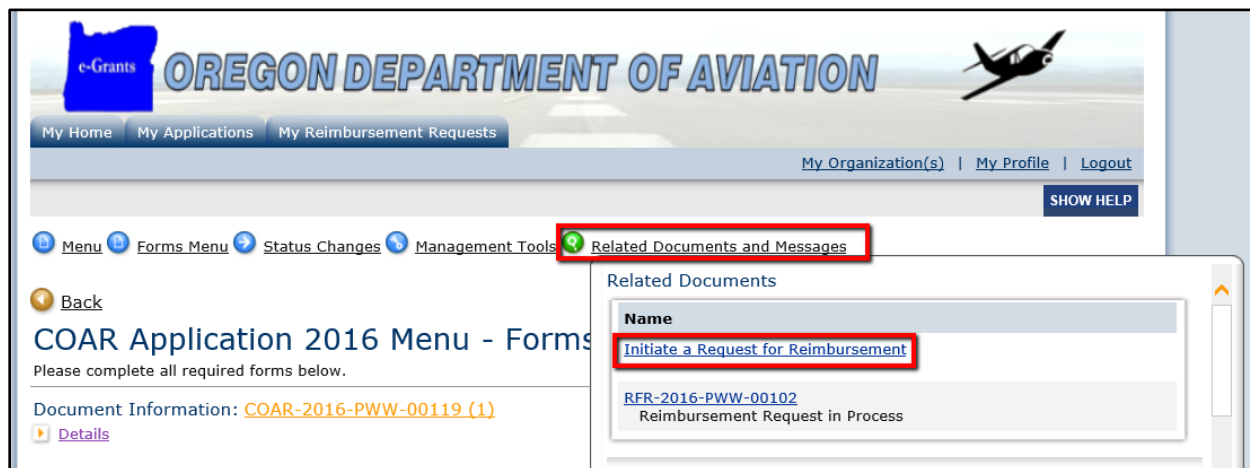 e-Grants
OREGON DEPARTMENT OF AVIATION
My Home My Applications My Reimbursement Requests
My Organization(s) | My Profile | Logout
SHOW HELP
Menu Forms Menu Status Changes Management Tools Related Documents and Messages
Back
COAR Application 2016 Menu - Forms
Please complete all required forms below.
Document Information: COAR-2016-PWW-00119 (1)
Details
Related Documents
Name
Initiate a Request for Reimbursement
RFR-2016-PWW-00102
Reimbursement Request in Process